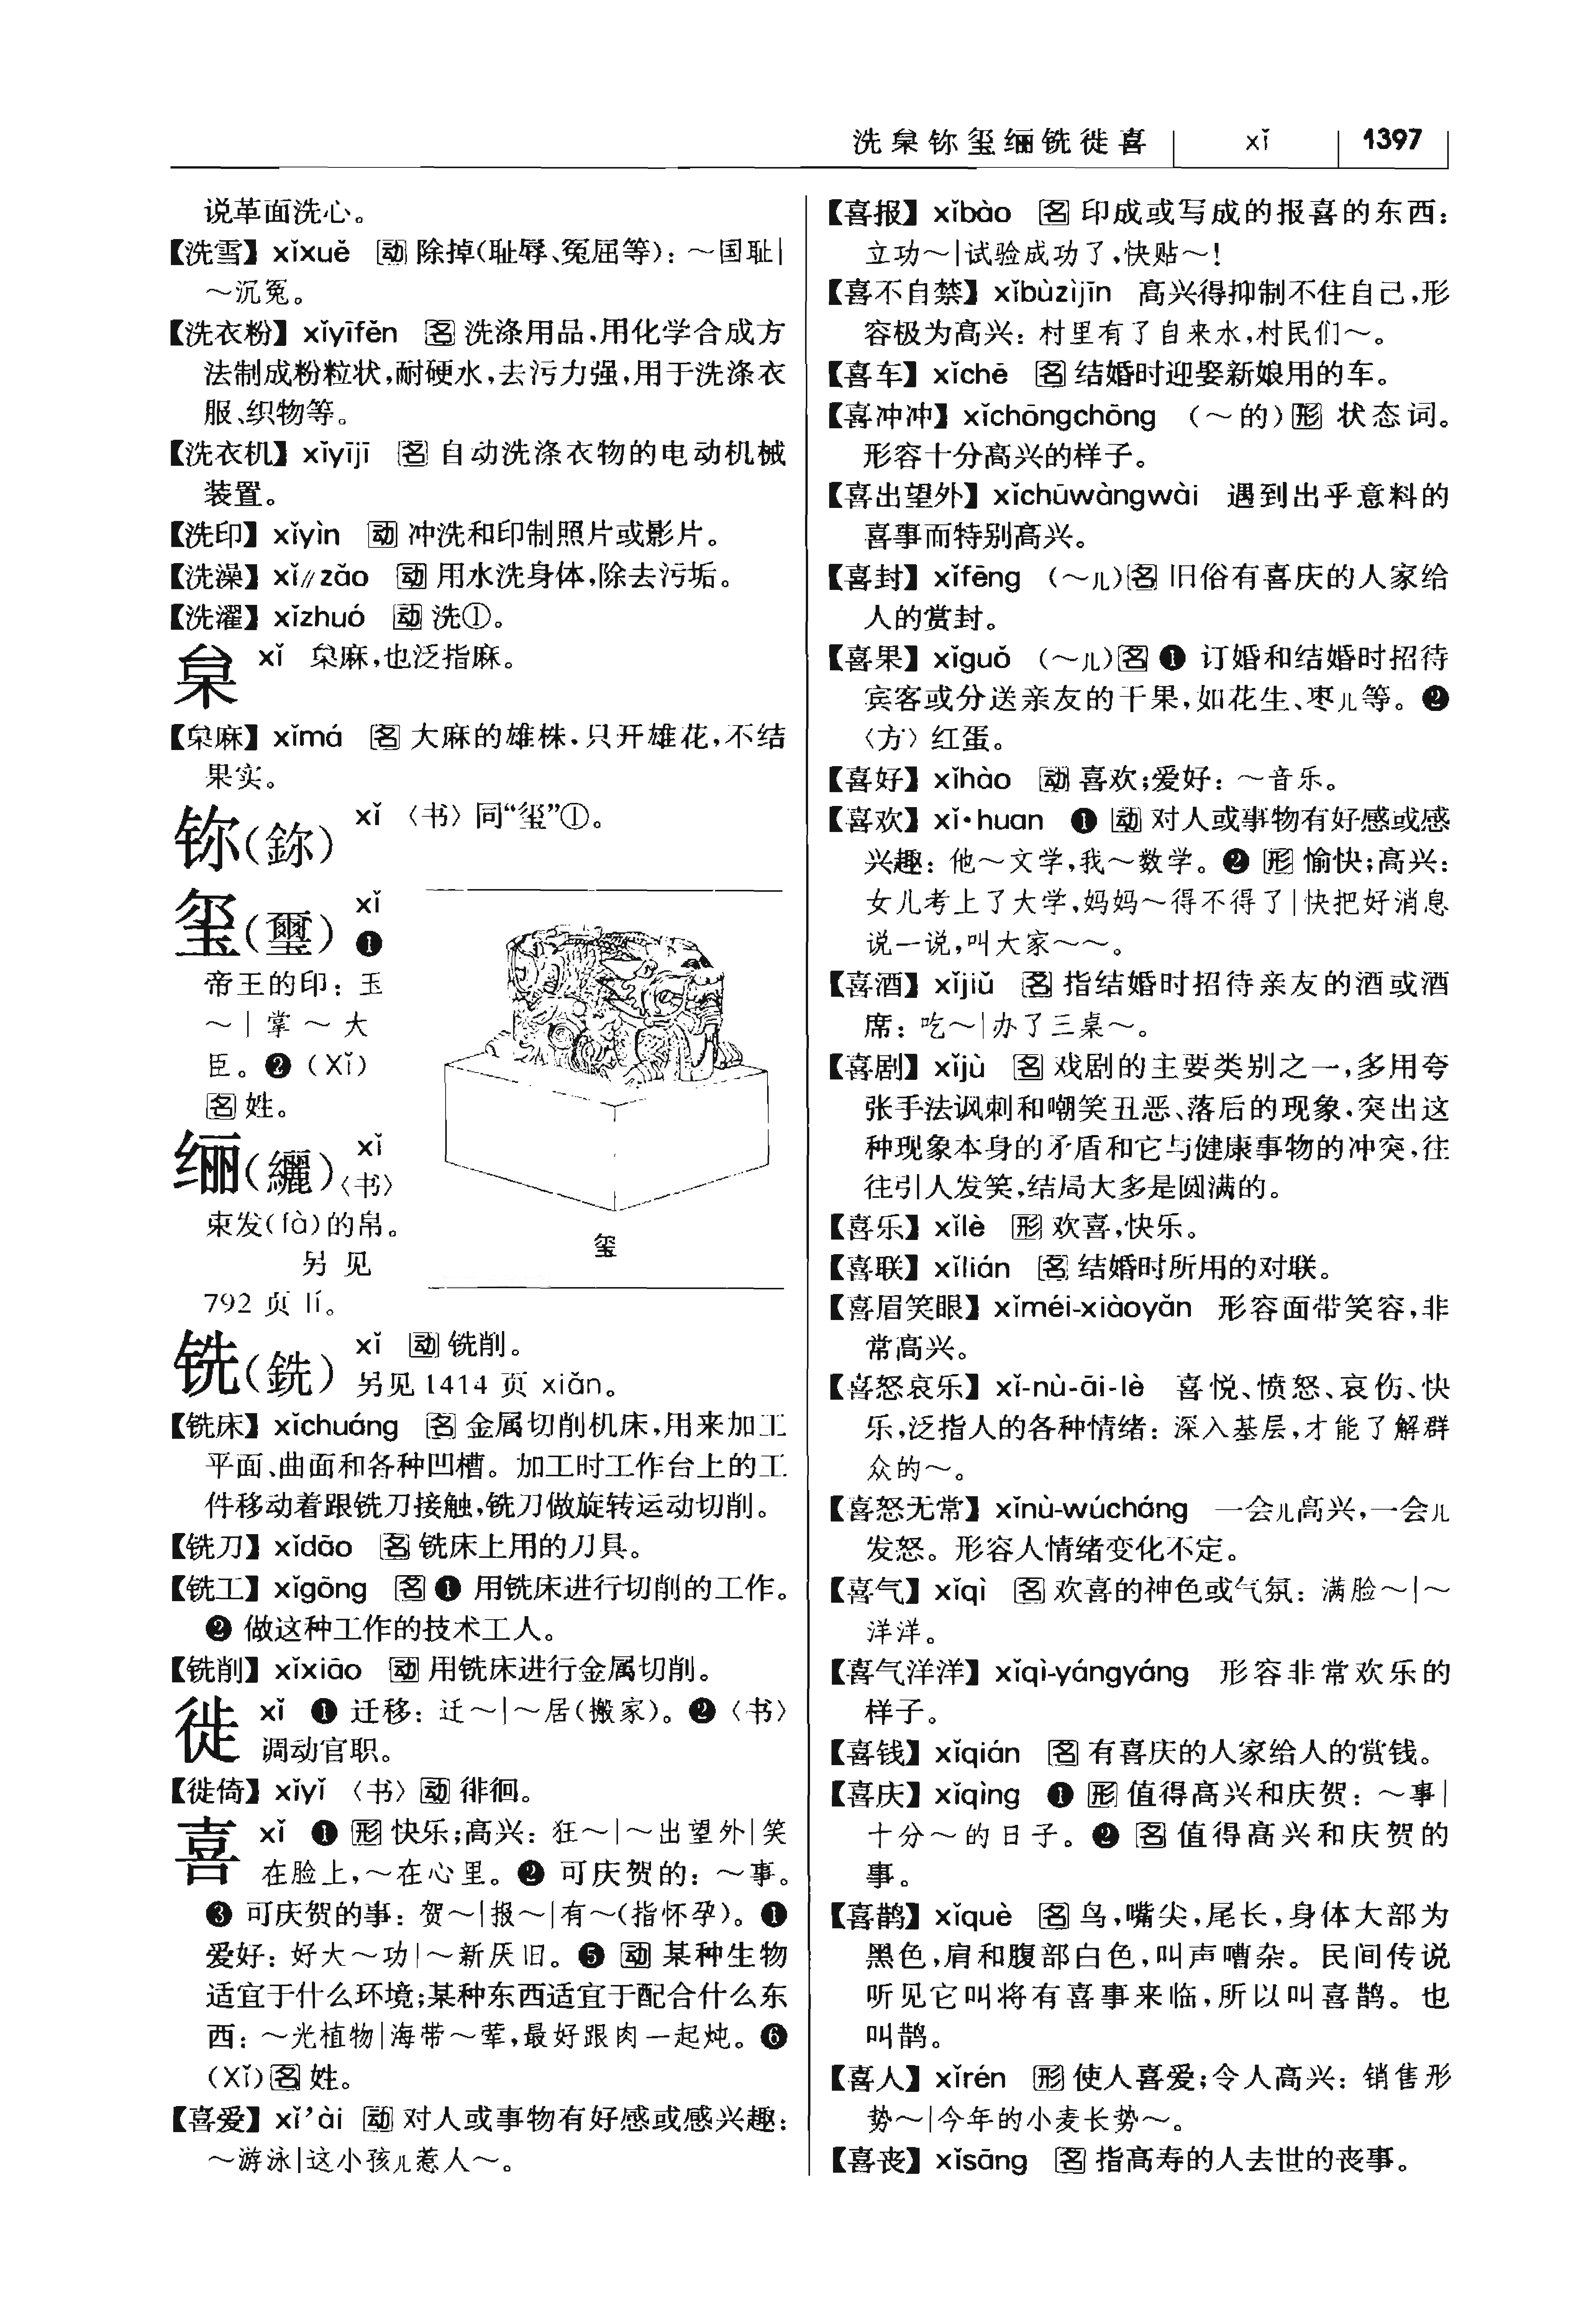 洗枲𬬩玺𫄥铣徙喜 xǐ 1397
说革面洗心。
【洗雪】xǐxuě 动 除掉(耻辱、冤屈等)：～国耻|
～沉冤。
【洗衣粉】xǐyīfěn 名 洗涤用品,用化学合成方
法制成粉粒状,耐硬水,去污力强,用于洗涤衣
服、织物等。
【洗衣机】xǐyījī 名 自动洗涤衣物的电动机械
装置。
【洗印】xǐyìn 动 冲洗和印制照片或影片。
【洗澡】xǐ∥zǎo 动 用水洗身体,除去污垢。
【洗濯】xǐzhuó 动 洗①。
枲 xǐ 枲麻,也泛指麻。
【枲麻】xǐmá 名 大麻的雄株,只开雄花,不结
果实。
𬬩(鉨) xǐ 〈书〉同“玺”①。
玺(璽) xǐ
❶
帝王的印：玉
～|掌～大
臣。❷(Xǐ)
名 姓。
𫄥(纚) xǐ
〈书〉
束发(fà)的帛。
另见
792 页 lí。
玺
铣(銑) xǐ 动 铣削。
另见 1414 页 xiǎn。
【铣床】xǐchuáng 名 金属切削机床,用来加工
平面、曲面和各种凹槽。加工时工作台上的工
件移动着跟铣刀接触,铣刀做旋转运动切削。
【铣刀】xǐdāo 名 铣床上用的刀具。
【铣工】xǐgōng 名 ❶ 用铣床进行切削的工作。
❷ 做这种工作的技术工人。
【铣削】xǐxiāo 动 用铣床进行金属切削。
徙 xǐ ❶ 迁移：迁～|～居(搬家)。❷〈书〉
调动官职。
【徙倚】xǐyǐ 〈书〉动 徘徊。
喜 xǐ ❶ 形 快乐;高兴：狂～|～出望外|笑
在脸上,～在心里。❷ 可庆贺的：～事。
❸ 可庆贺的事：贺～|报～|有～(指怀孕)。❹
爱好：好大～功|～新厌旧。❺ 动 某种生物
适宜于什么环境;某种东西适宜于配合什么东
西：～光植物|海带～荤,最好跟肉一起炖。❻
(Xǐ)名 姓。
【喜爱】xǐ’ài 动 对人或事物有好感或感兴趣：
～游泳|这小孩儿惹人～。
【喜报】xǐbào 名 印成或写成的报喜的东西：
立功～|试验成功了,快贴～!
【喜不自禁】xǐbùzìjīn 高兴得抑制不住自己,形
容极为高兴：村里有了自来水,村民们～。
【喜车】xǐchē 名 结婚时迎娶新娘用的车。
【喜冲冲】xǐchōngchōng (～的)形 状态词。
形容十分高兴的样子。
【喜出望外】xǐchūwàngwài 遇到出乎意料的
喜事而特别高兴。
【喜封】xǐfēng (～儿)名 旧俗有喜庆的人家给
人的赏封。
【喜果】xǐguǒ (～儿)名 ❶ 订婚和结婚时招待
宾客或分送亲友的干果,如花生、枣儿等。❷
〈方〉红蛋。
【喜好】xǐhào 动 喜欢;爱好：～音乐。
【喜欢】xǐ·huan ❶ 动 对人或事物有好感或感
兴趣：他～文学,我～数学。❷ 形 愉快;高兴：
女儿考上了大学,妈妈～得不得了|快把好消息
说一说,叫大家～～。
【喜酒】xǐjiǔ 名 指结婚时招待亲友的酒或酒
席：吃～|办了三桌～。
【喜剧】xǐjù 名 戏剧的主要类别之一,多用夸
张手法讽刺和嘲笑丑恶、落后的现象,突出这
种现象本身的矛盾和它与健康事物的冲突,往
往引人发笑,结局大多是圆满的。
【喜乐】xǐlè 形 欢喜,快乐。
【喜联】xǐlián 名 结婚时所用的对联。
【喜眉笑眼】xǐméi-xiàoyǎn 形容面带笑容,非
常高兴。
【喜怒哀乐】xǐ-nù-āi-lè 喜悦、愤怒、哀伤、快
乐,泛指人的各种情绪：深入基层,才能了解群
众的～。
【喜怒无常】xǐnù-wúcháng 一会儿高兴,一会儿
发怒。形容人情绪变化不定。
【喜气】xǐqì 名 欢喜的神色或气氛：满脸～|～
洋洋。
【喜气洋洋】xǐqì-yángyáng 形容非常欢乐的
样子。
【喜钱】xǐqián 名 有喜庆的人家给人的赏钱。
【喜庆】xǐqìng ❶ 形 值得高兴和庆贺：～事|
十分～的日子。❷ 名 值得高兴和庆贺的
事。
【喜鹊】xǐquè 名 鸟,嘴尖,尾长,身体大部为
黑色,肩和腹部白色,叫声嘈杂。民间传说
听见它叫将有喜事来临,所以叫喜鹊。也
叫鹊。
【喜人】xǐrén 形 使人喜爱;令人高兴：销售形
势～|今年的小麦长势～。
【喜丧】xǐsāng 名 指高寿的人去世的丧事。